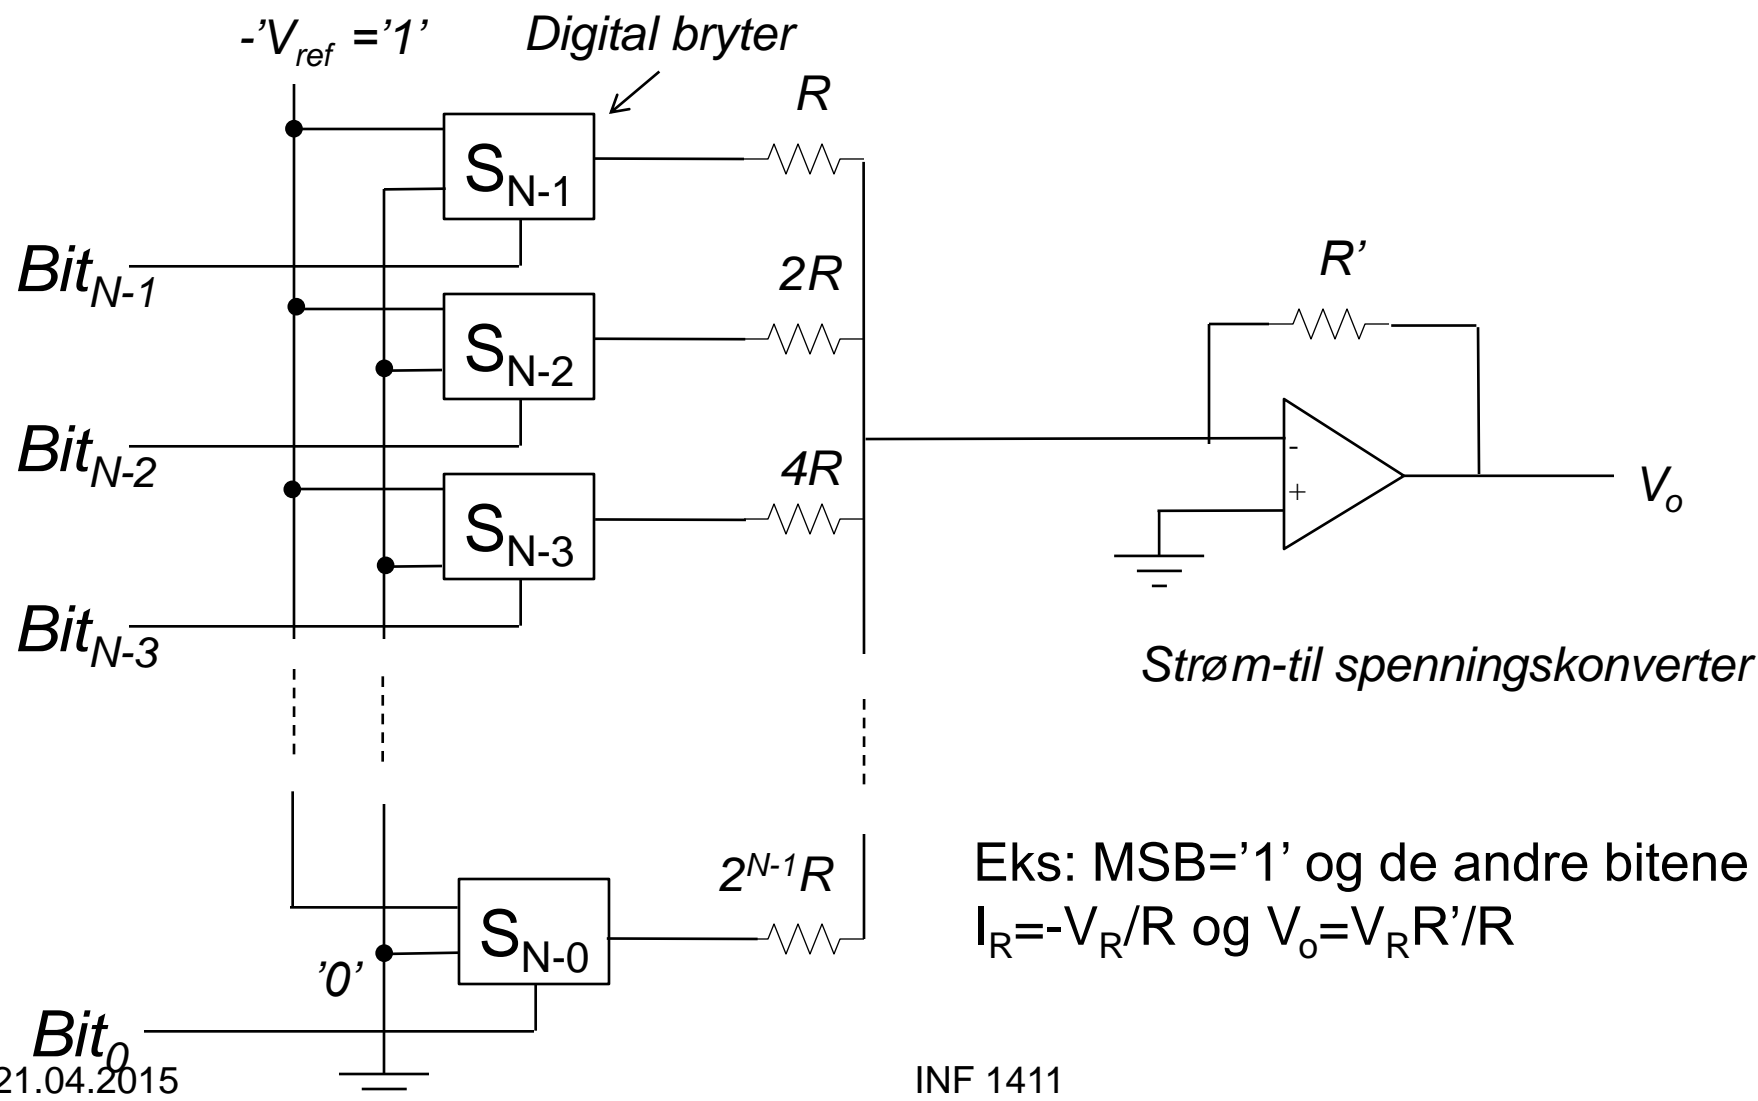 -’V_ref =’1’
Digital bryter
R
S_N-1
Bit_N-1
2R
R’
S_N-2
Bit_N-2
4R
-
+
V_o
S_N-3
Bit_N-3
Strøm-til spenningskonverter
2^N-1R
Eks: MSB=’1’ og de andre bitene
I_R=-V_R/R og V_o=V_RR’/R
S_N-0
’0’
Bit_0
21.04.2015
INF 1411